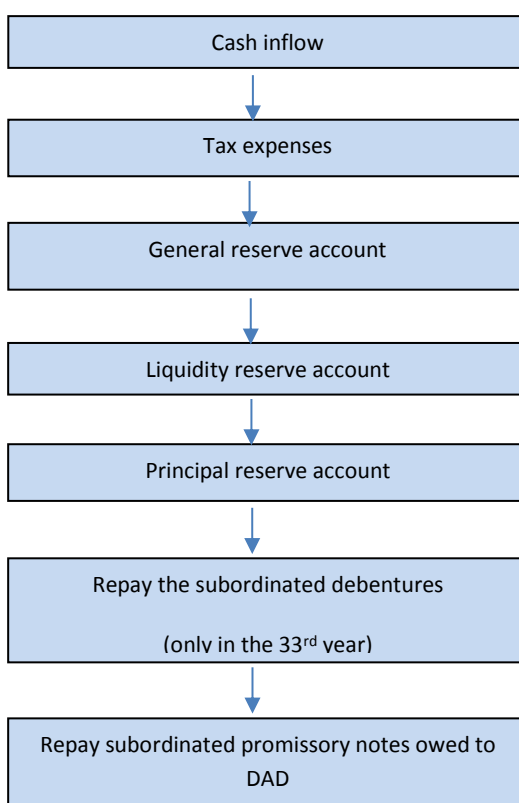 Cash inflow
Tax expenses
General reserve account
Liquidity reserve account
Principal reserve account
Repay the subordinated debentures
(only in the 33rd year)
Repay subordinated promissory notes owed to
DAD